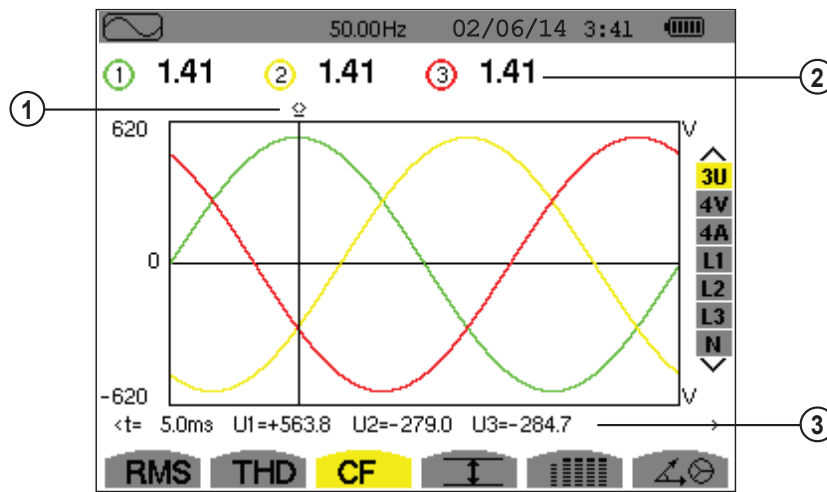 50.00Hz 02/06/14 3:41
1 1.41 2 1.41 3 1.41
2
1
620 V
3U
4V
4A
L1
0
L2
L3
N
-620 V
<t= 5.0ms U1=+563.8 U2=-279.0 U3=-284.7 >
3
RMS THD CF